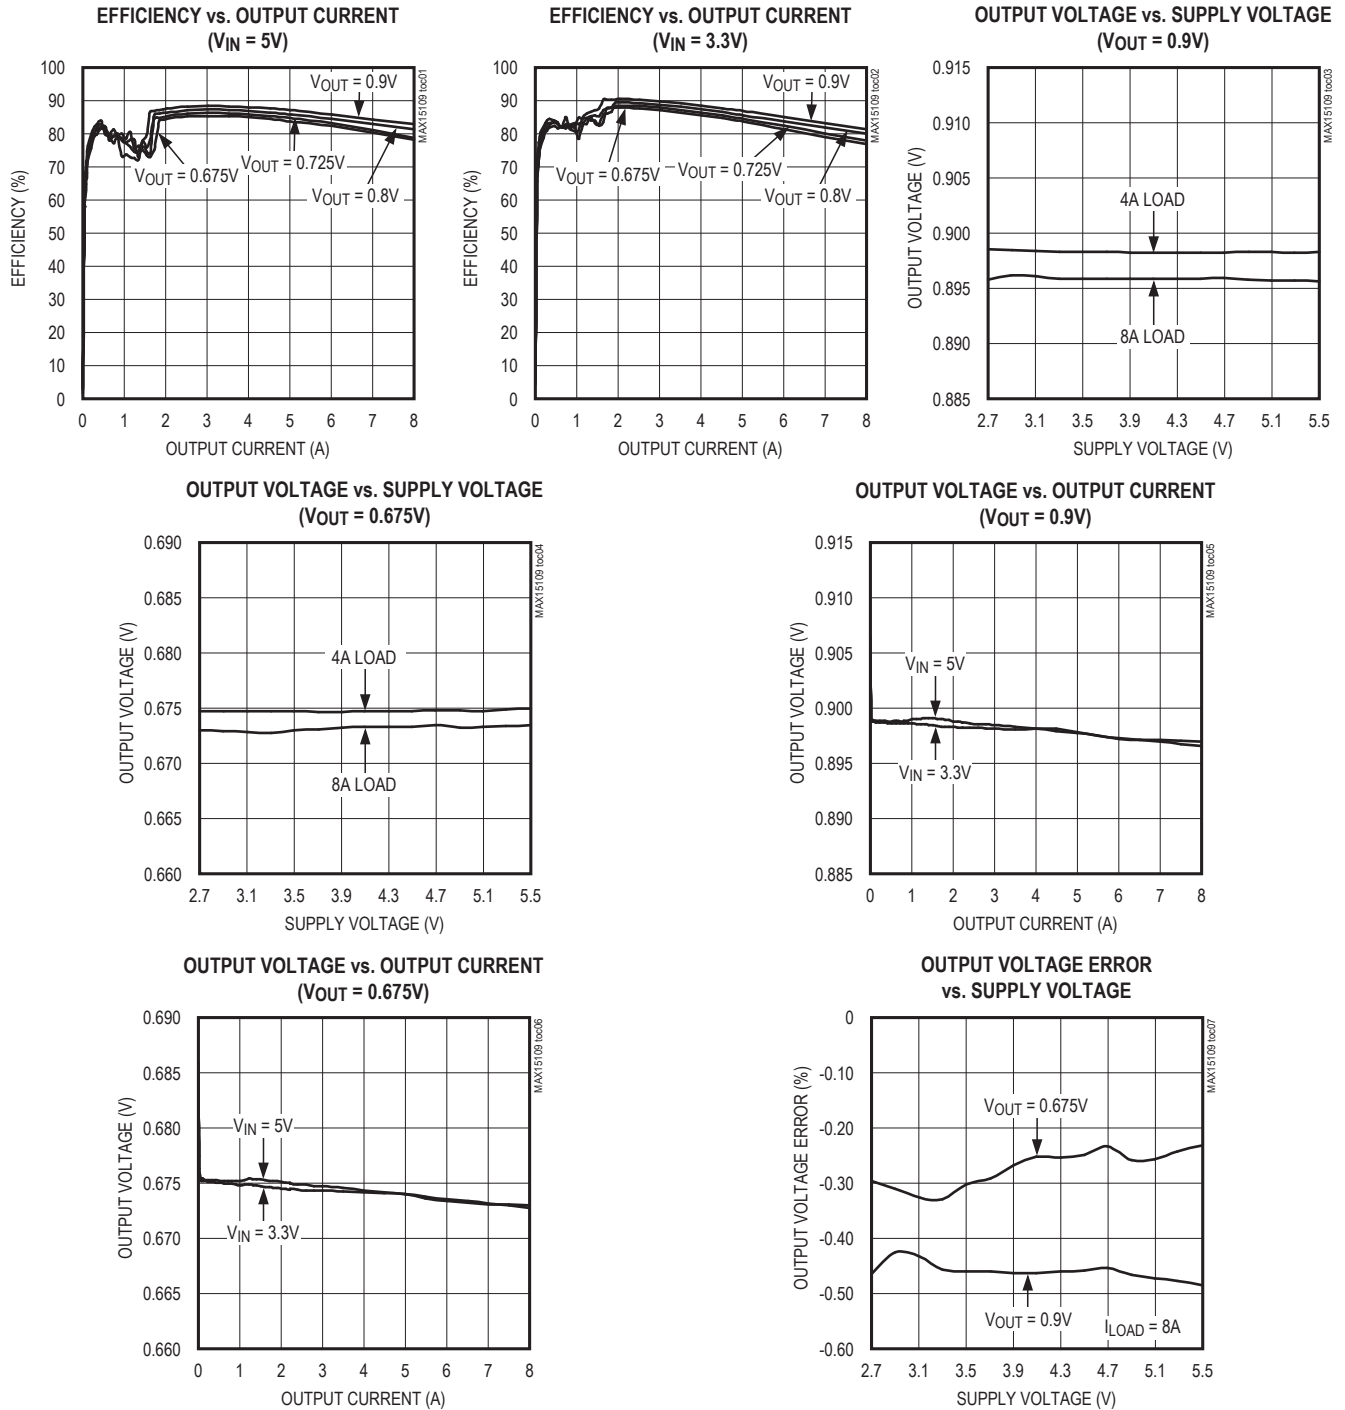 EFFICIENCY vs. OUTPUT CURRENT
(VIN = 5V)
MAX15109 toc01
EFFICIENCY (%)
100
90
80
70
60
50
40
30
20
10
0
VOUT = 0.9V
VOUT = 0.675V
VOUT = 0.725V
VOUT = 0.8V
0 1 2 3 4 5 6 7 8
OUTPUT CURRENT (A)
EFFICIENCY vs. OUTPUT CURRENT
(VIN = 3.3V)
MAX15109 toc02
EFFICIENCY (%)
100
90
80
70
60
50
40
30
20
10
0
VOUT = 0.9V
VOUT = 0.675V
VOUT = 0.725V
VOUT = 0.8V
0 1 2 3 4 5 6 7 8
OUTPUT CURRENT (A)
OUTPUT VOLTAGE vs. SUPPLY VOLTAGE
(VOUT = 0.9V)
MAX15109 toc03
OUTPUT VOLTAGE (V)
0.915
0.910
0.905
0.900
0.895
0.890
0.885
4A LOAD
8A LOAD
2.7 3.1 3.5 3.9 4.3 4.7 5.1 5.5
SUPPLY VOLTAGE (V)
OUTPUT VOLTAGE vs. SUPPLY VOLTAGE
(VOUT = 0.675V)
MAX15109 toc04
OUTPUT VOLTAGE (V)
0.690
0.685
0.680
0.675
0.670
0.665
0.660
4A LOAD
8A LOAD
2.7 3.1 3.5 3.9 4.3 4.7 5.1 5.5
SUPPLY VOLTAGE (V)
OUTPUT VOLTAGE vs. OUTPUT CURRENT
(VOUT = 0.9V)
MAX15109 toc05
OUTPUT VOLTAGE (V)
0.915
0.910
0.905
0.900
0.895
0.890
0.885
VIN = 5V
VIN = 3.3V
0 1 2 3 4 5 6 7 8
OUTPUT CURRENT (A)
OUTPUT VOLTAGE vs. OUTPUT CURRENT
(VOUT = 0.675V)
MAX15109 toc06
OUTPUT VOLTAGE (V)
0.690
0.685
0.680
0.675
0.670
0.665
0.660
VIN = 5V
VIN = 3.3V
0 1 2 3 4 5 6 7 8
OUTPUT CURRENT (A)
OUTPUT VOLTAGE ERROR
vs. SUPPLY VOLTAGE
MAX15109 toc07
OUTPUT VOLTAGE ERROR (%)
0
-0.10
-0.20
-0.30
-0.40
-0.50
-0.60
VOUT = 0.675V
VOUT = 0.9V
ILOAD = 8A
2.7 3.1 3.5 3.9 4.3 4.7 5.1 5.5
SUPPLY VOLTAGE (V)